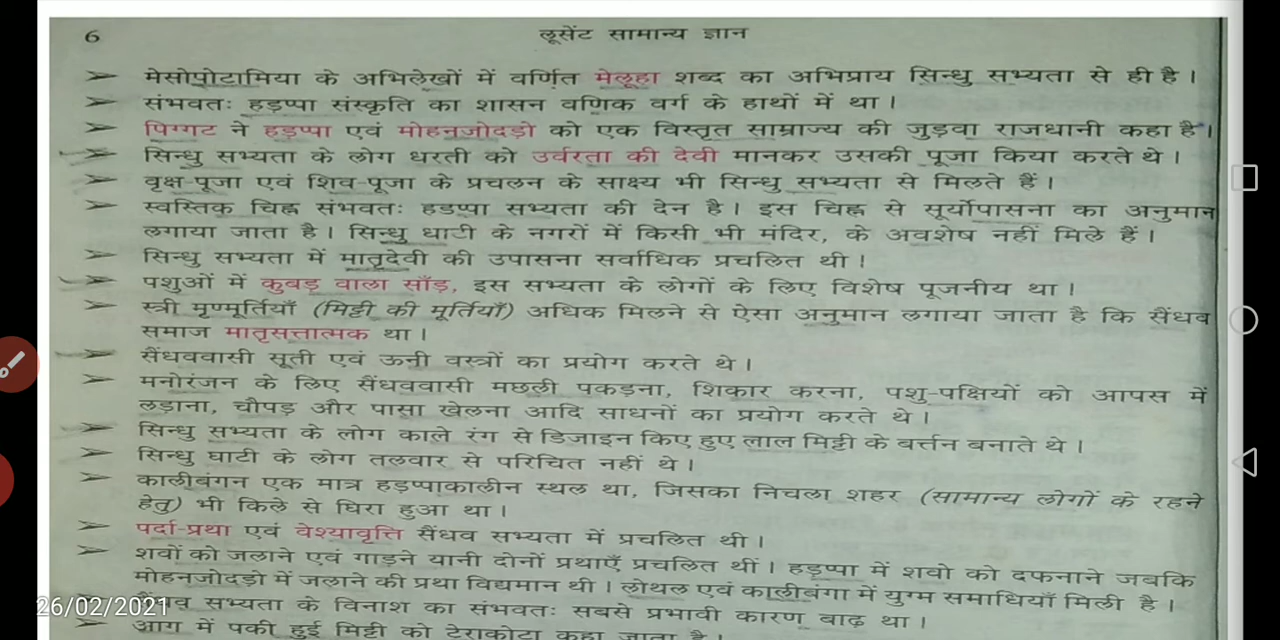 6 लूसेंट सामान्य ज्ञान
➢ मेसोपोटामिया के अभिलेखों में वर्णित मेलूहा शब्द का अभिप्राय सिन्धु सभ्यता से ही है।
➢ संभवतः हड़प्पा संस्कृति का शासन वणिक वर्ग के हाथों में था।
➢ पिग्गट ने हड़प्पा एवं मोहनजोदड़ो को एक विस्तृत साम्राज्य की जुड़वा राजधानी कहा है।
➢ सिन्धु सभ्यता के लोग धरती को उर्वरता की देवी मानकर उसकी पूजा किया करते थे।
➢ वृक्ष-पूजा एवं शिव-पूजा के प्रचलन के साक्ष्य भी सिन्धु सभ्यता से मिलते हैं।
➢ स्वस्तिक चिह्न संभवतः हड़प्पा सभ्यता की देन है। इस चिह्न से सूर्योपासना का अनुमान
लगाया जाता है। सिन्धु घाटी के नगरों में किसी भी मंदिर, के अवशेष नहीं मिले हैं।
➢ सिन्धु सभ्यता में मातृदेवी की उपासना सर्वाधिक प्रचलित थी।
➢ पशुओं में कुबड़ वाला साँड़, इस सभ्यता के लोगों के लिए विशेष पूजनीय था।
➢ स्त्री मृण्मूर्तियाँ (मिट्टी की मूर्तियाँ) अधिक मिलने से ऐसा अनुमान लगाया जाता है कि सैंधव
समाज मातृसत्तात्मक था।
➢ सैंधववासी सूती एवं ऊनी वस्त्रों का प्रयोग करते थे।
➢ मनोरंजन के लिए सैंधववासी मछली पकड़ना, शिकार करना, पशु-पक्षियों को आपस में
लड़ाना, चौपड़ और पासा खेलना आदि साधनों का प्रयोग करते थे।
➢ सिन्धु सभ्यता के लोग काले रंग से डिजाइन किए हुए लाल मिट्टी के बर्त्तन बनाते थे।
➢ सिन्धु घाटी के लोग तलवार से परिचित नहीं थे।
➢ कालीबंगन एक मात्र हड़प्पाकालीन स्थल था, जिसका निचला शहर (सामान्य लोगों के रहने
हेतु) भी किले से घिरा हुआ था।
➢ पर्दा-प्रथा एवं वेश्यावृत्ति सैंधव सभ्यता में प्रचलित थी।
➢ शवों को जलाने एवं गाड़ने यानी दोनों प्रथाएँ प्रचलित थीं। हड़प्पा में शवो को दफनाने जबकि
मोहनजोदड़ो में जलाने की प्रथा विद्यमान थी। लोथल एवं कालीबंगा में युग्म समाधियाँ मिली है।
➢ सैंधव सभ्यता के विनाश का संभवतः सबसे प्रभावी कारण बाढ़ था।
➢ आग में पकी हुई मिट्टी को टेराकोटा कहा जाता है।
26/02/2021